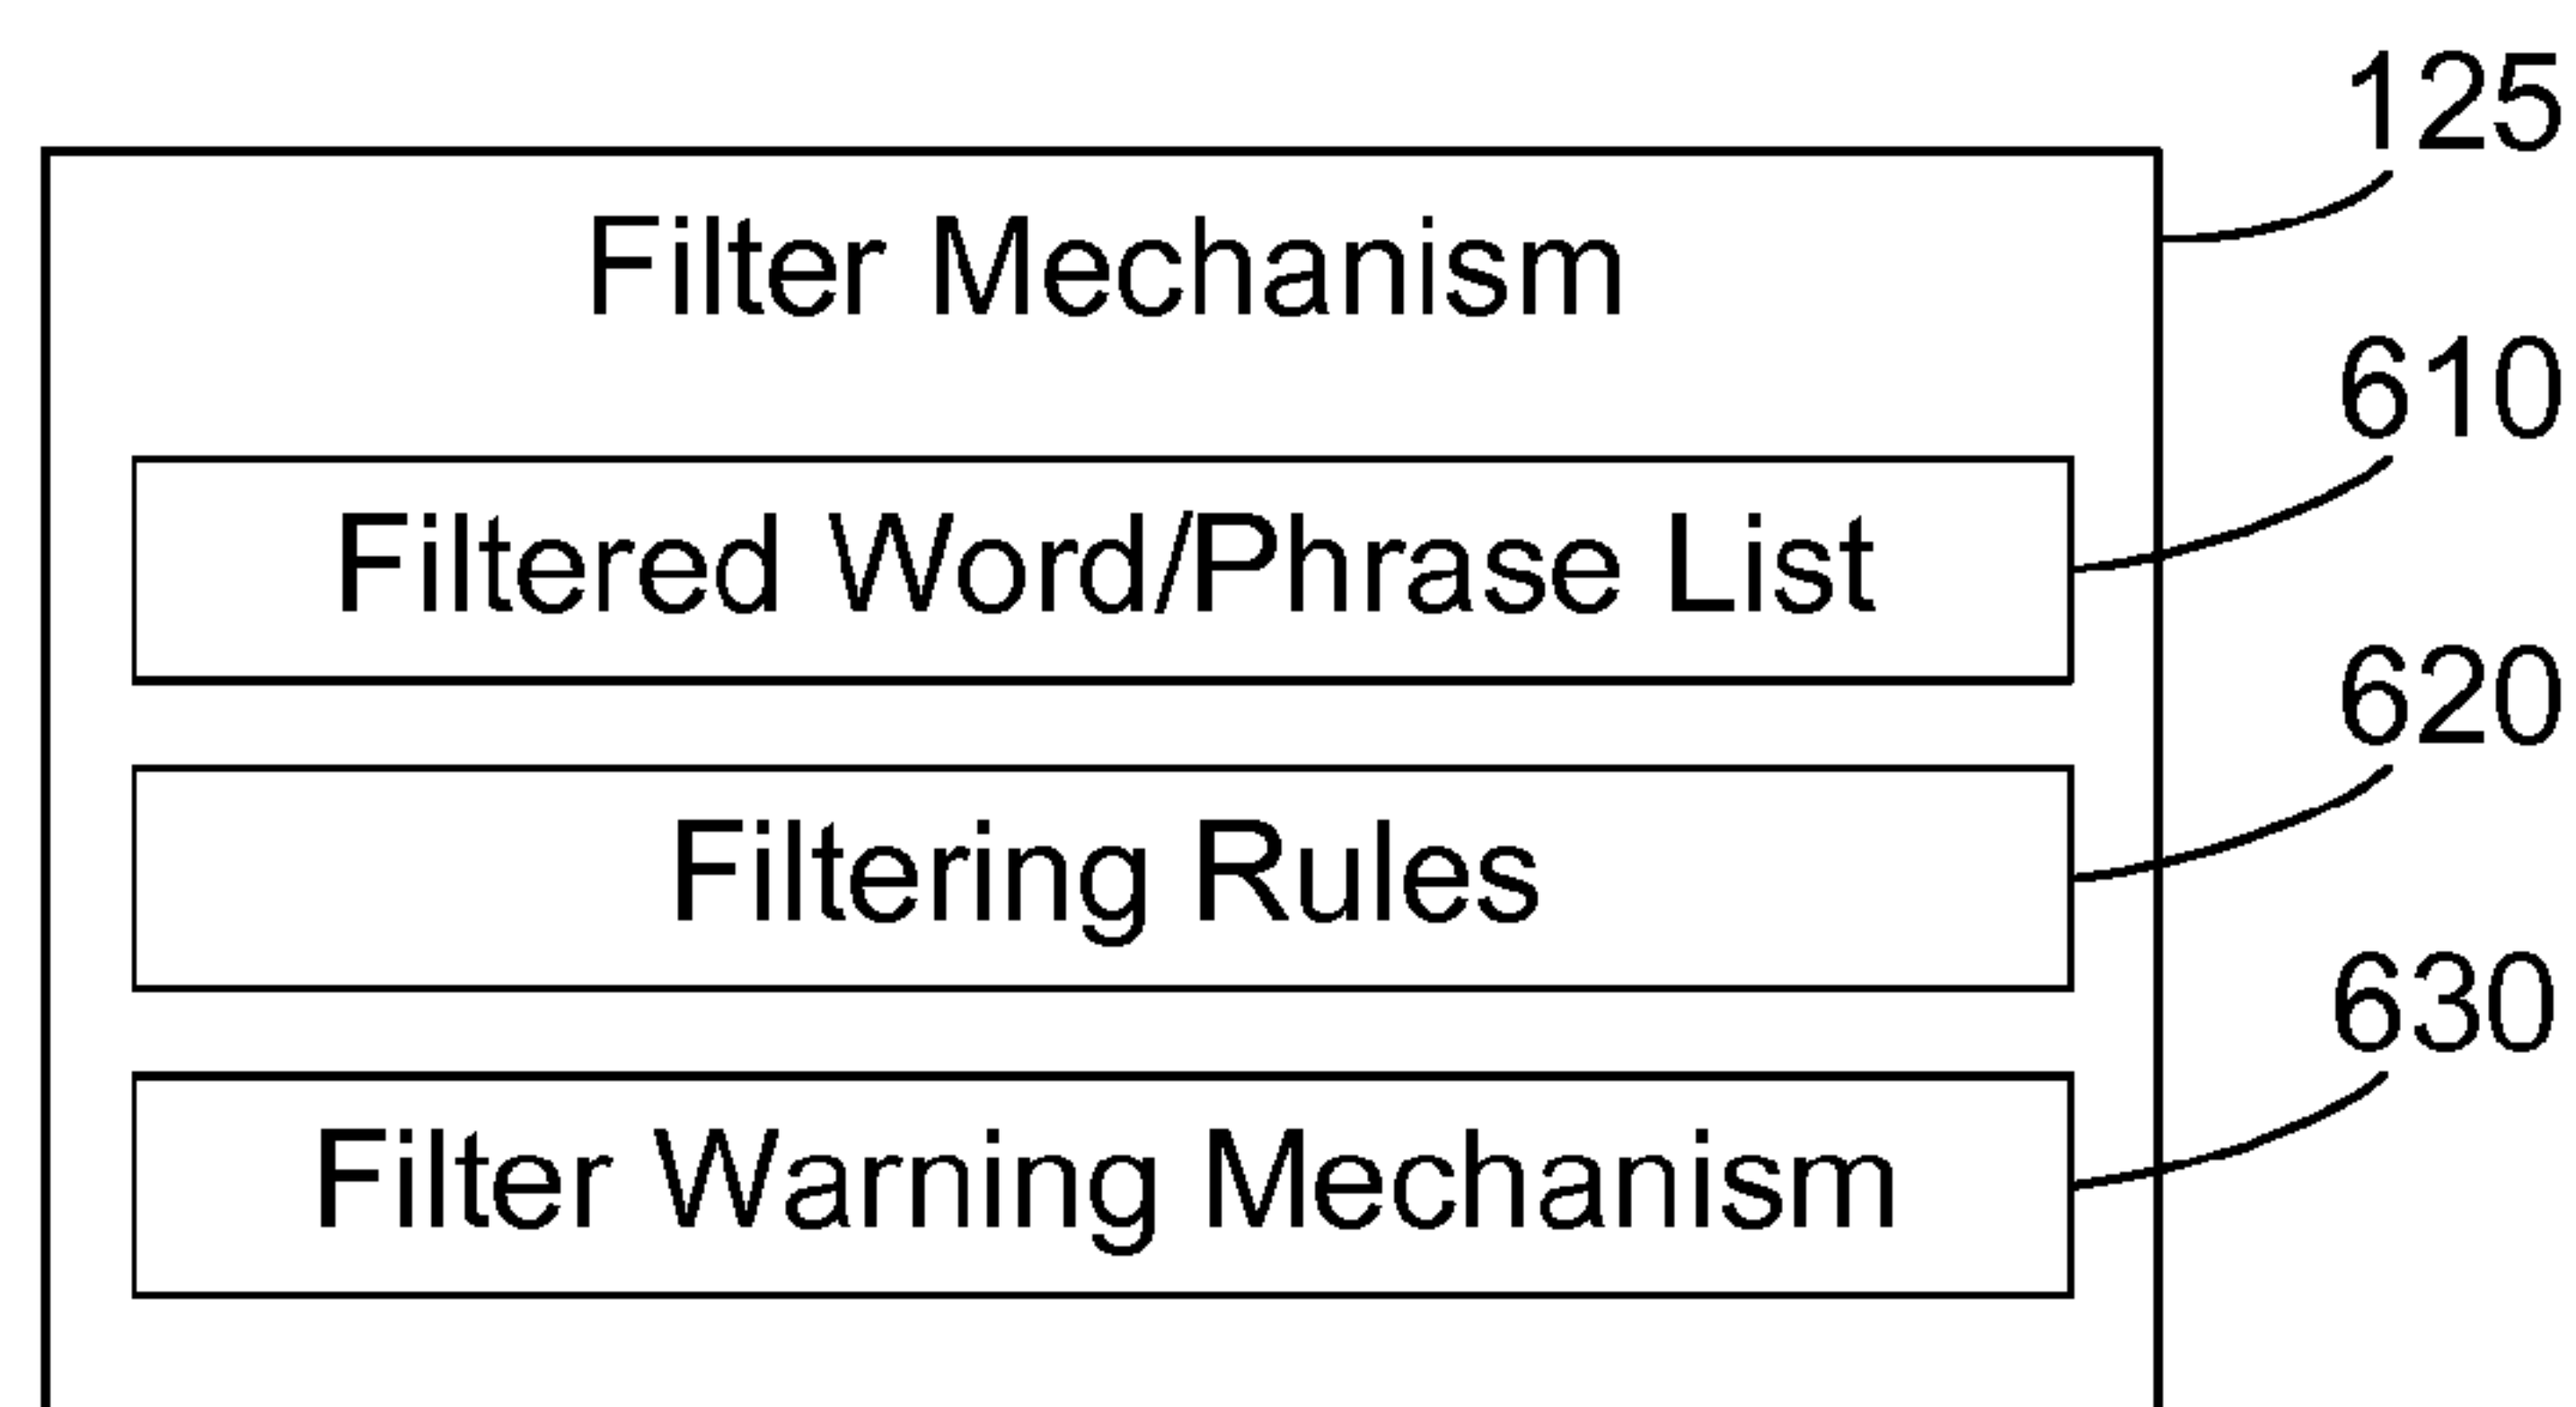 125
Filter Mechanism
610
Filtered Word/Phrase List
620
Filtering Rules
630
Filter Warning Mechanism